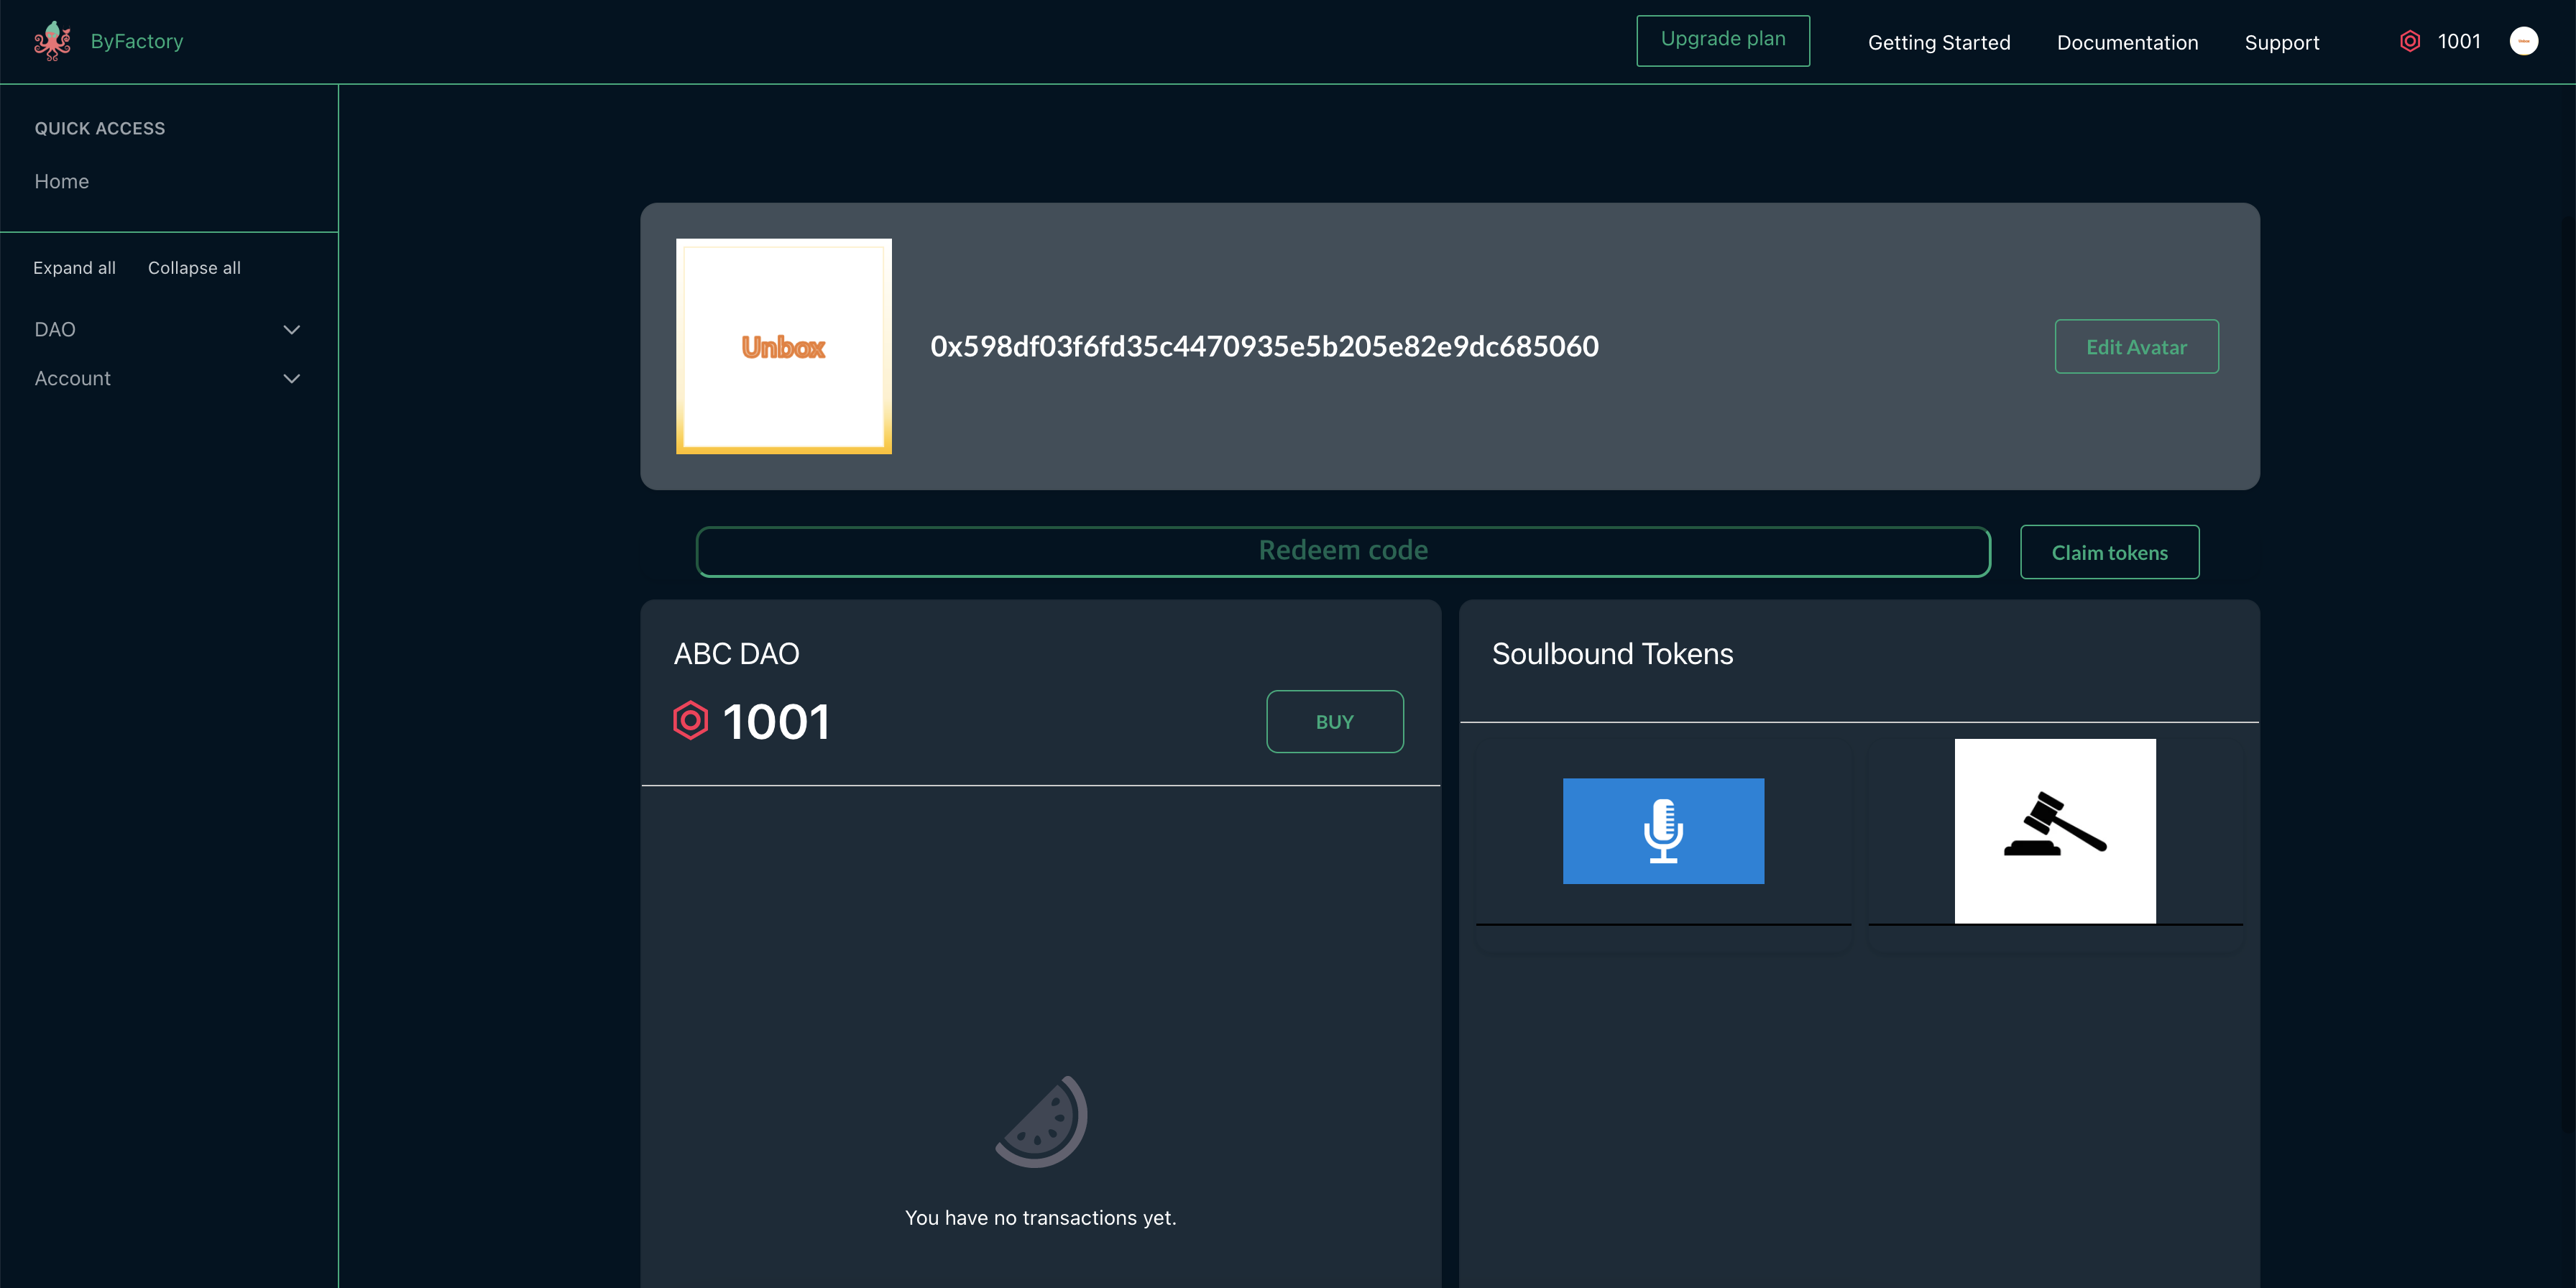 ByFactory
Upgrade plan
Getting Started
Documentation
Support
1001
QUICK ACCESS
Home
Expand all
Collapse all
DAO
Account
Unbox
0x598df03f6fd35c4470935e5b205e82e9dc685060
Edit Avatar
Redeem code
Claim tokens
ABC DAO
1001
BUY
You have no transactions yet.
Soulbound Tokens